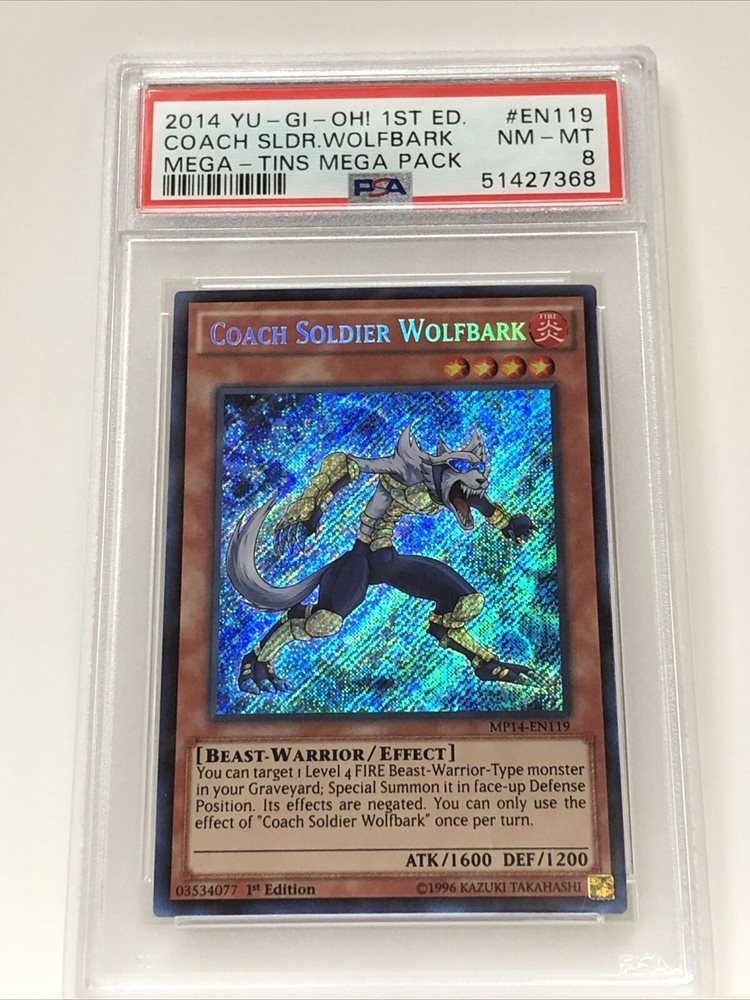 2014 YU-GI-OH! 1ST ED. #EN119
COACH SLDR.WOLFBARK NM-MT
MEGA-TINS MEGA PACK 8
PSA 51427368
COACH SOLDIER WOLFBARK
FIRE
炎
MP14-EN119
[BEAST-WARRIOR/EFFECT]
You can target 1 Level 4 FIRE Beast-Warrior-Type monster
in your Graveyard; Special Summon it in face-up Defense
Position. Its effects are negated. You can only use the
effect of "Coach Soldier Wolfbark" once per turn.
ATK/1600 DEF/1200
03534077 1st Edition ©1996 KAZUKI TAKAHASHI
PSA